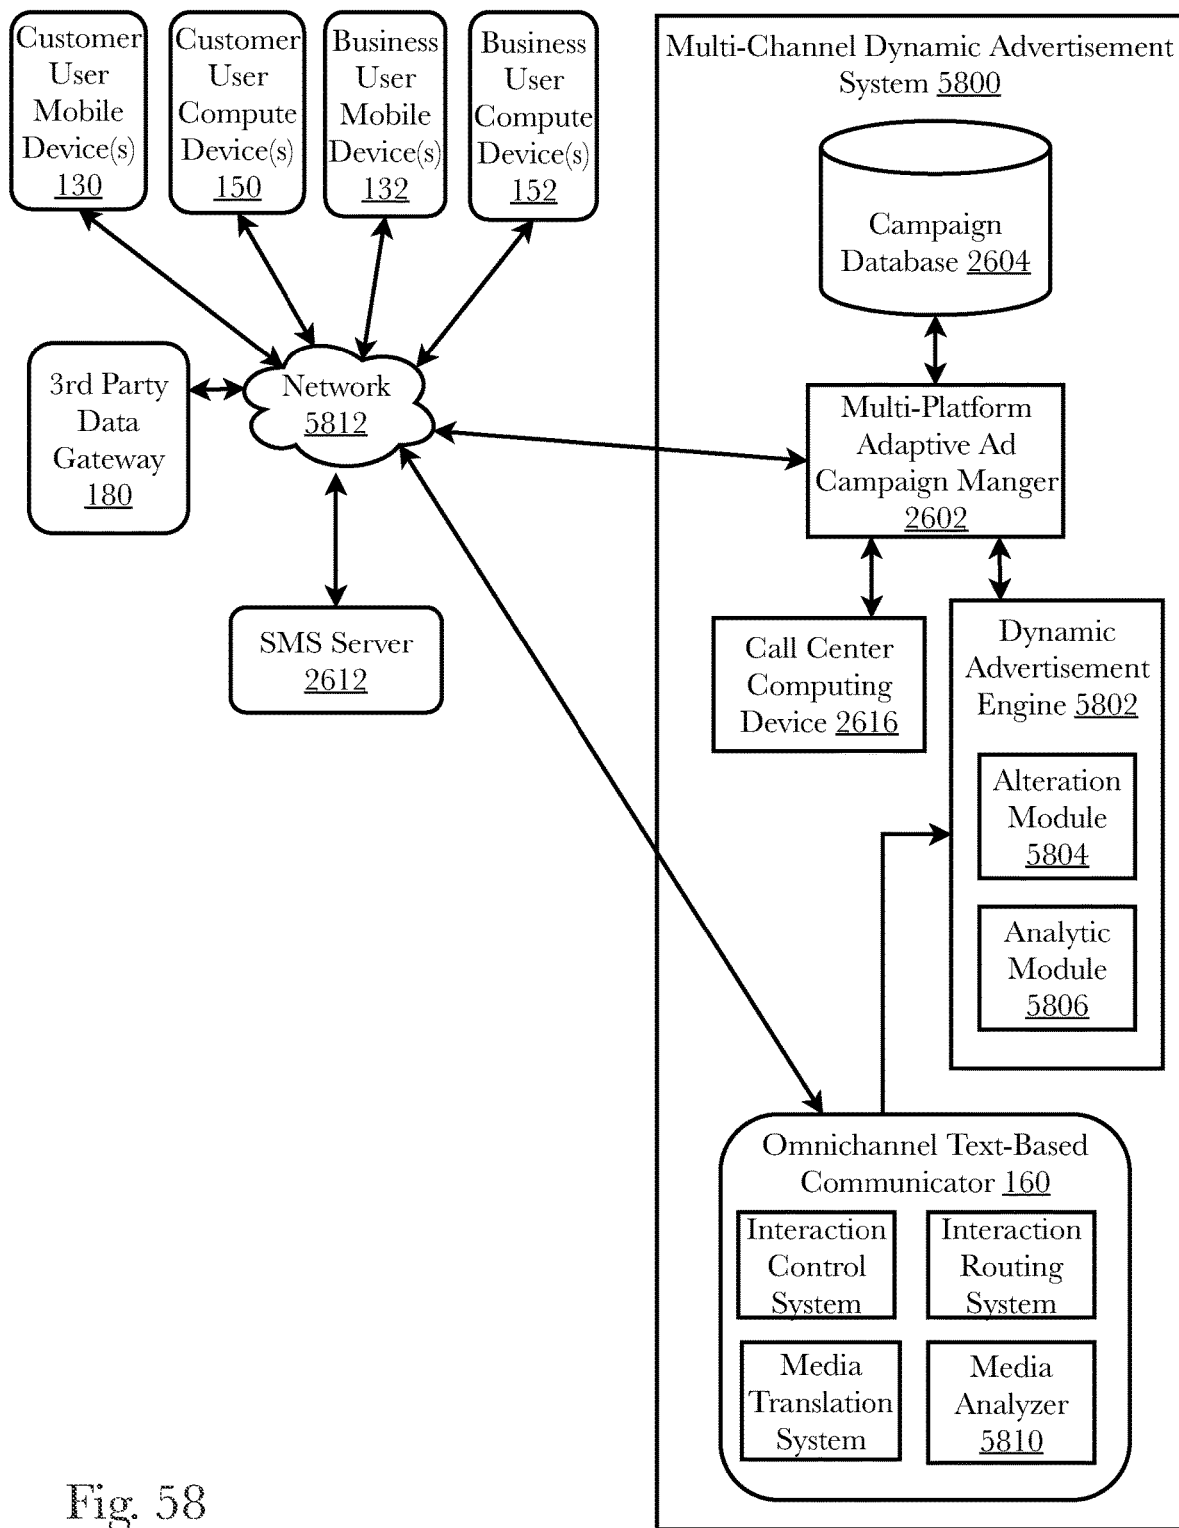 Customer
User
Mobile
Device(s)
130
Customer
User
Compute
Device(s)
150
Business
User
Mobile
Device(s)
132
Business
User
Compute
Device(s)
152
Multi-Channel Dynamic Advertisement
System 5800
Campaign
Database 2604
3rd Party
Data
Gateway
180
Network
5812
Multi-Platform
Adaptive Ad
Campaign Manger
2602
SMS Server
2612
Call Center
Computing
Device 2616
Dynamic
Advertisement
Engine 5802
Alteration
Module
5804
Analytic
Module
5806
Omnichannel Text-Based
Communicator 160
Interaction
Control
System
Interaction
Routing
System
Media
Translation
System
Media
Analyzer
5810
Fig. 58